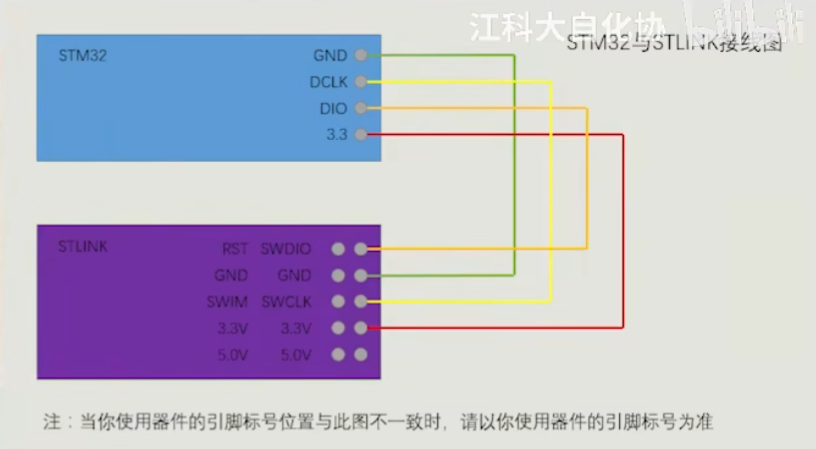 江科大自化协 bilibili
STM32与STLINK接线图
STM32 GND
DCLK
DIO
3.3
STLINK RST SWDIO
GND GND
SWIM SWCLK
3.3V 3.3V
5.0V 5.0V
注：当你使用器件的引脚标号位置与此图不一致时，请以你使用器件的引脚标号为准